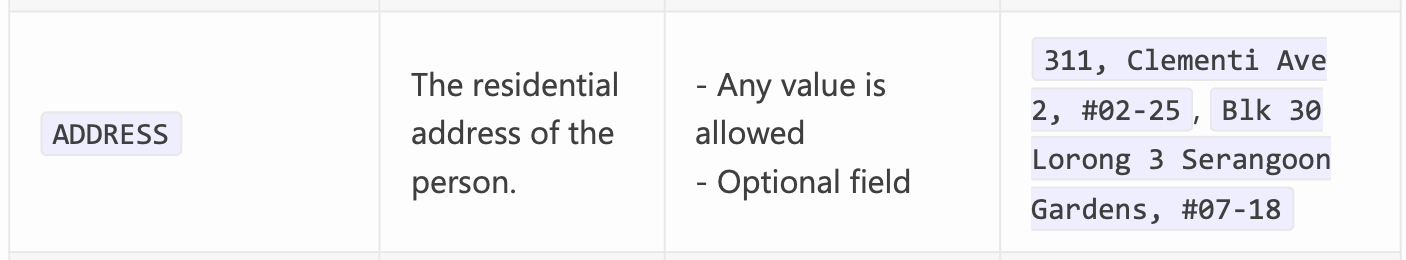 ADDRESS
The residential
address of the
person.
- Any value is
allowed
- Optional field
311, Clementi Ave
2, #02-25, Blk 30
Lorong 3 Serangoon
Gardens, #07-18